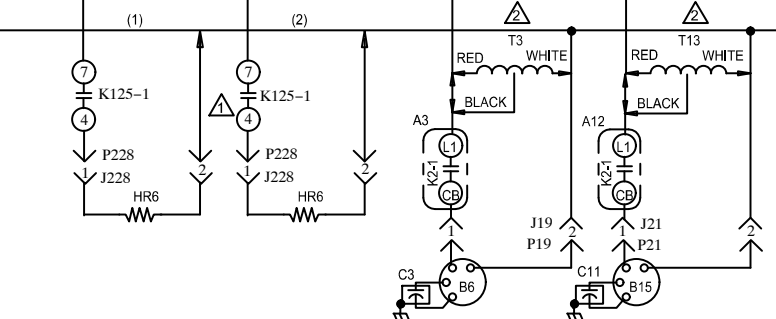 (1) (2) 2 2
T3 T13
RED WHITE RED WHITE
7 7
K125-1 K125-1
BLACK BLACK
1
4 4 A3 A12
L1 L1
P228 P228 K2-1 K2-1
1 2 1 2
J228 J228 CB CB
HR6 HR6
J19 J21
1 2 1 2
P19 P21
C3 C11
B6 B15